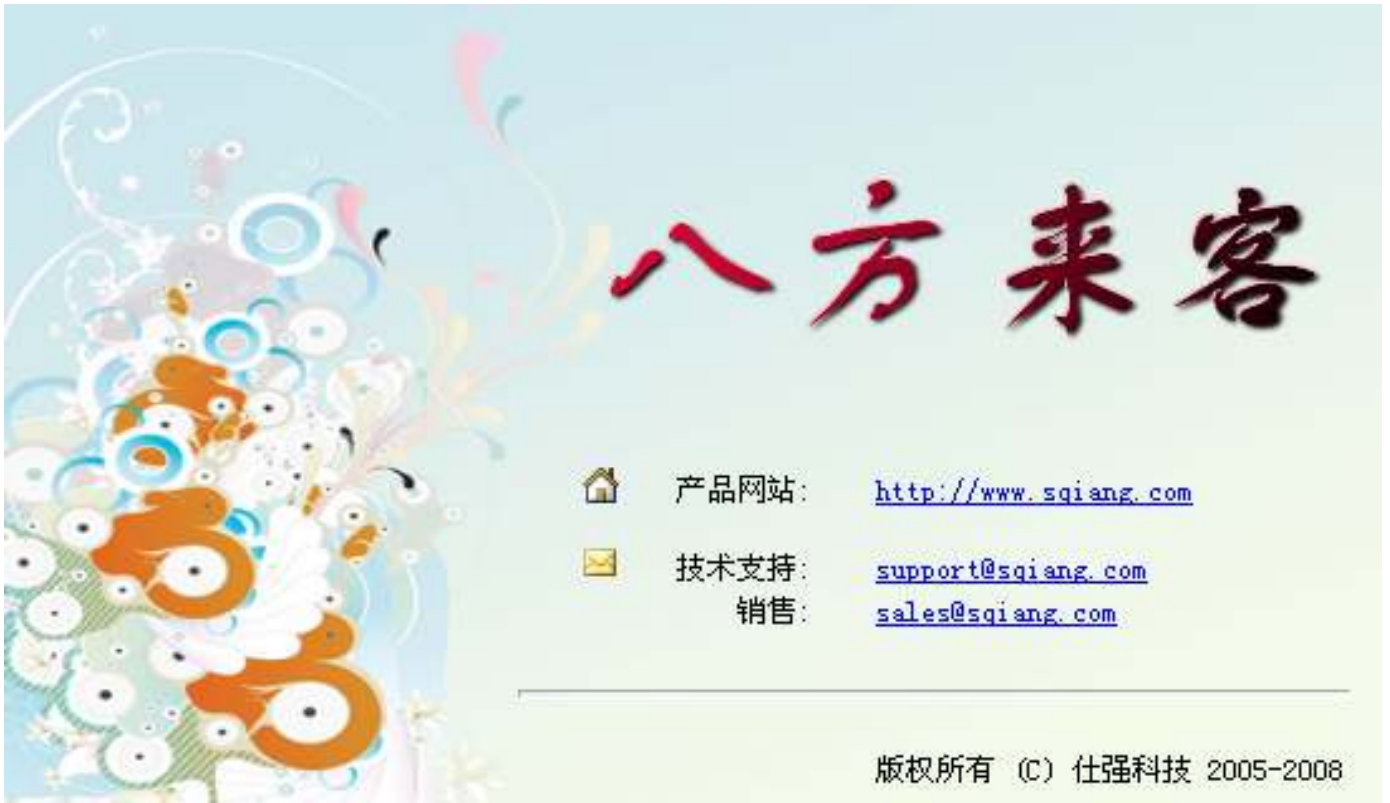 八方来客
产品网站: http://www.sqiang.com
技术支持: support@sqiang.com
销售: sales@sqiang.com
版权所有 (C) 仕强科技 2005-2008